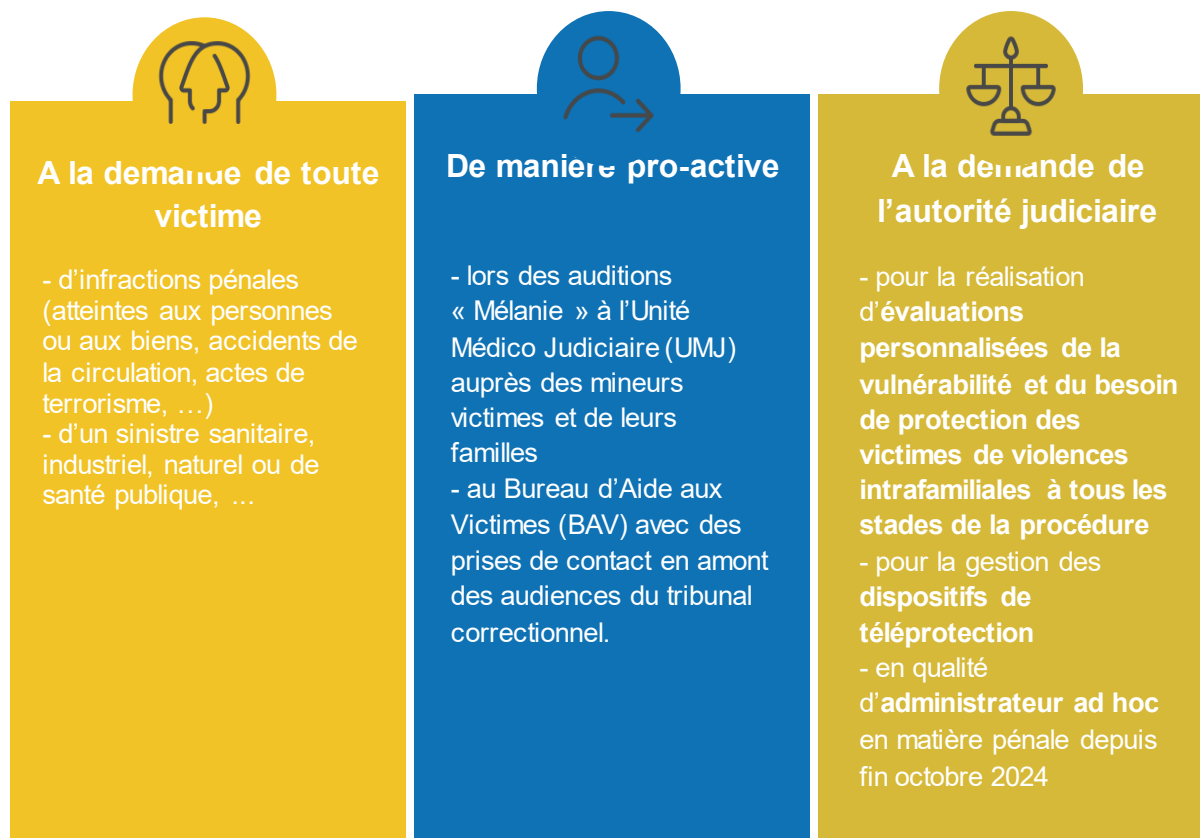 A la demande de toute
victime
- d’infractions pénales
(atteintes aux personnes
ou aux biens, accidents de
la circulation, actes de
terrorisme, …)
- d’un sinistre sanitaire,
industriel, naturel ou de
santé publique, …
De manière pro-active
- lors des auditions
« Mélanie » à l’Unité
Médico Judiciaire (UMJ)
auprès des mineurs
victimes et de leurs
familles
- au Bureau d’Aide aux
Victimes (BAV) avec des
prises de contact en amont
des audiences du tribunal
correctionnel.
A la demande de
l’autorité judiciaire
- pour la réalisation
d’évaluations
personnalisées de la
vulnérabilité et du besoin
de protection des
victimes de violences
intrafamiliales à tous les
stades de la procédure
- pour la gestion des
dispositifs de
téléprotection
- en qualité
d’administrateur ad hoc
en matière pénale depuis
fin octobre 2024